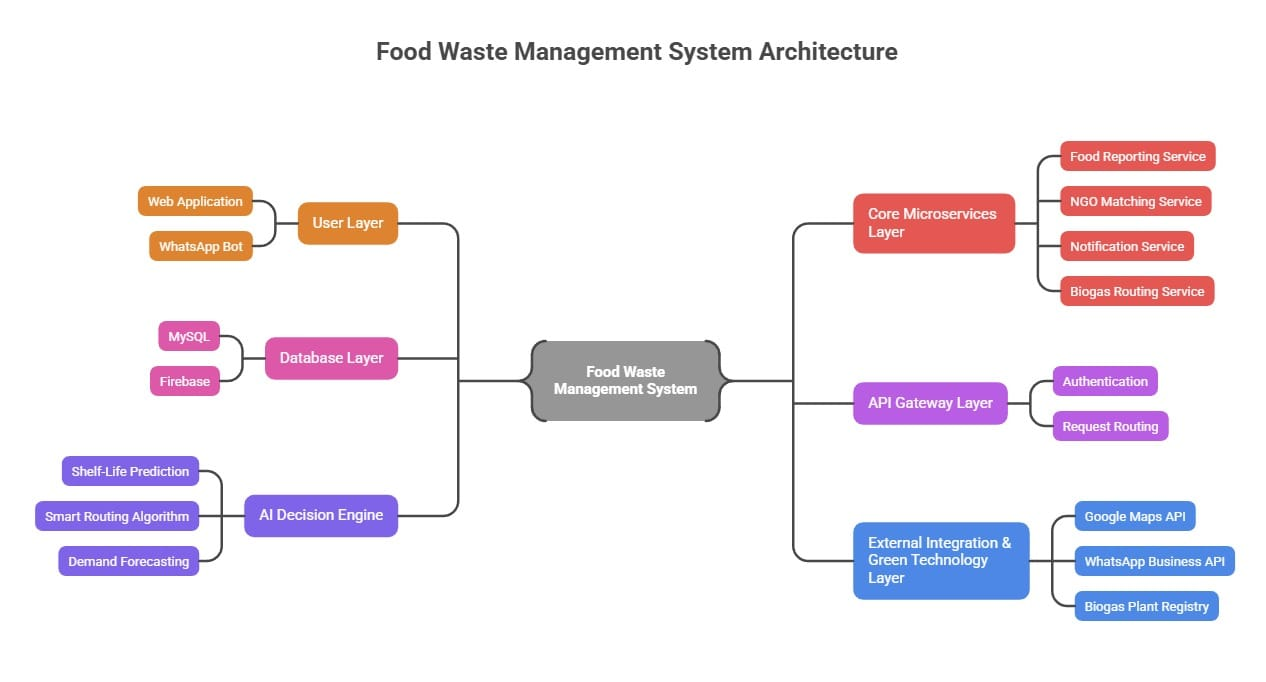 Food Waste Management System Architecture
Web Application
WhatsApp Bot
User Layer
MySQL
Firebase
Database Layer
Shelf-Life Prediction
Smart Routing Algorithm
Demand Forecasting
AI Decision Engine
Food Waste
Management System
Core Microservices
Layer
Food Reporting Service
NGO Matching Service
Notification Service
Biogas Routing Service
API Gateway Layer
Authentication
Request Routing
External Integration &
Green Technology
Layer
Google Maps API
WhatsApp Business API
Biogas Plant Registry